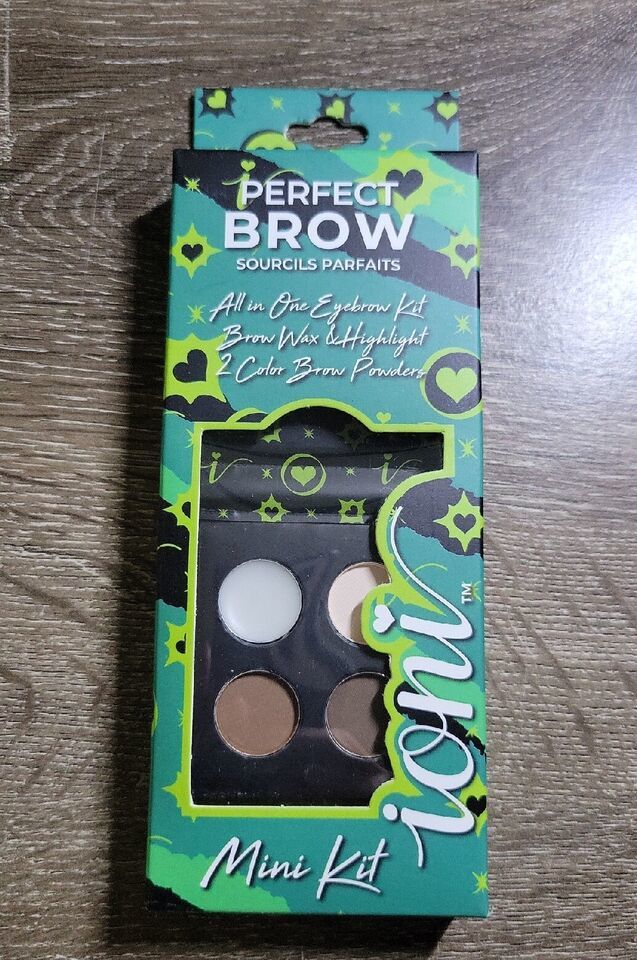 PERFECT
BROW
SOURCILS PARFAITS
All in One Eyebrow Kit
Brow Wax & Highlight
2 Color Brow Powders
ioni™
Mini Kit